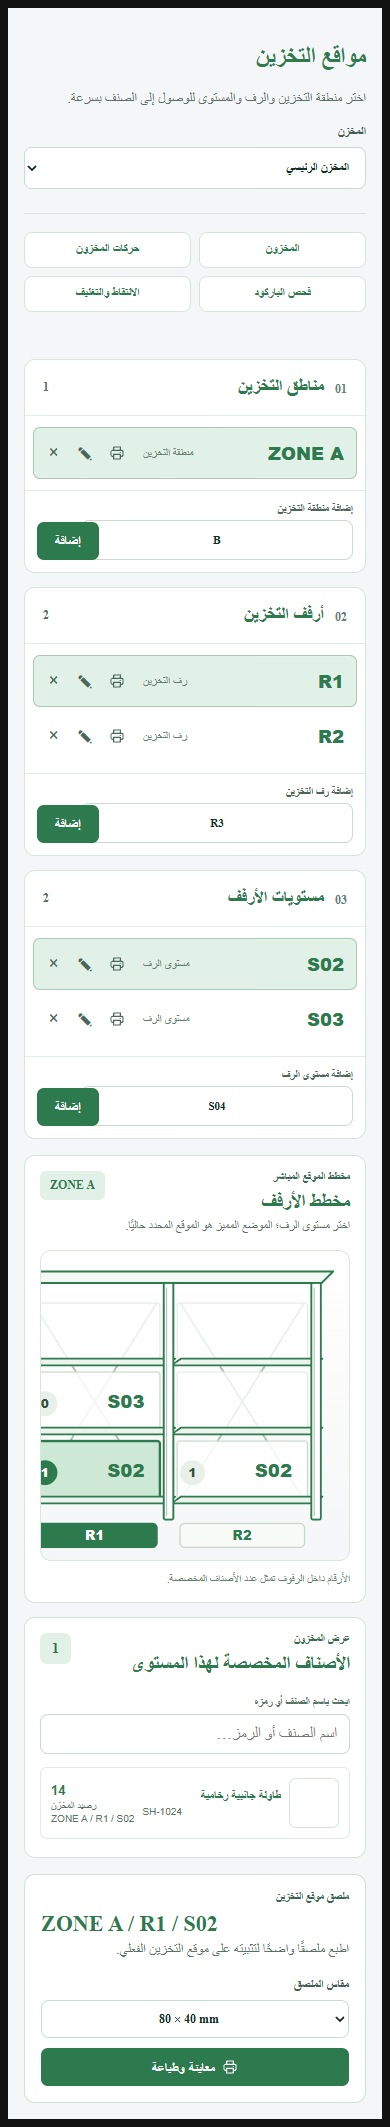 مواقع التخزين
اختر منطقة التخزين والرف والمستوى للوصول إلى الصنف بسرعة.
المخزن
المخزن الرئيسي
المخزون
حركات المخزون
فحص الباركود
الالتقاط والتغليف
01 مناطق التخزين 1
ZONE A منطقة التخزين ×
إضافة منطقة التخزين
B إضافة
02 أرفف التخزين 2
R1 رف التخزين ×
R2 رف التخزين ×
إضافة رف التخزين
R3 إضافة
03 مستويات الأرفف 2
S02 مستوى الرف ×
S03 مستوى الرف ×
إضافة مستوى الرف
S04 إضافة
مخطط الموقع المباشر
ZONE A
مخطط الأرفف
اختر مستوى الرف؛ الموضع المميز هو الموقع المحدد حاليًا.
0 S03
1 S02
1 S02
R1
R2
الأرقام داخل الرفوف تمثل عدد الأصناف المخصصة.
عرض المخزون
1
الأصناف المخصصة لهذا المستوى
ابحث باسم الصنف أو رمزه
اسم الصنف أو الرمز...
طاولة جانبية رخامية
SH-1024
14
رصيد المخزن
ZONE A / R1 / S02
ملصق موقع التخزين
ZONE A / R1 / S02
اطبع ملصقًا واضحًا لتثبيته على موقع التخزين الفعلي.
مقاس الملصق
80 × 40 mm
معاينة وطباعة